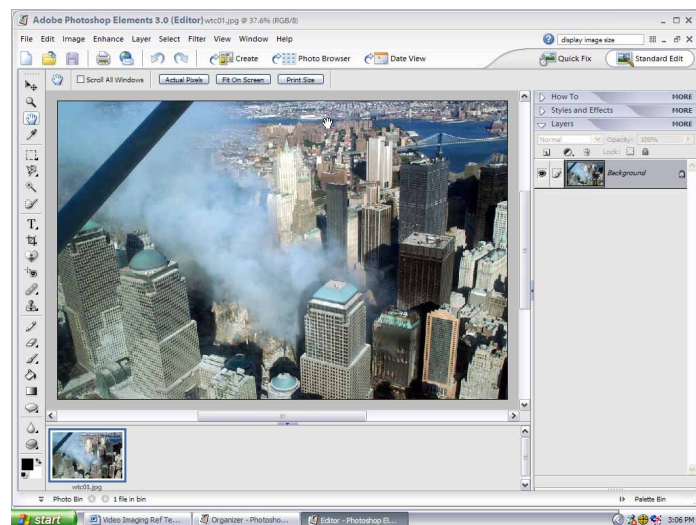 Adobe Photoshop Elements 3.0 (Editor) wtc01.jpg @ 37.6% (RGB/8)
File Edit Image Enhance Layer Select Filter View Window Help
display image size
Create Photo Browser Date View
Quick Fix Standard Edit
Scroll All Windows Actual Pixels Fit On Screen Print Size
How To MORE
Styles and Effects MORE
Layers MORE
Normal Opacity: 100%
Lock:
Background
T
wtc01.jpg
Photo Bin 1 file in bin
Palette Bin
start Video Imaging Ref Te... Organizer - Photosho... Editor - Photoshop El... 3:06 PM